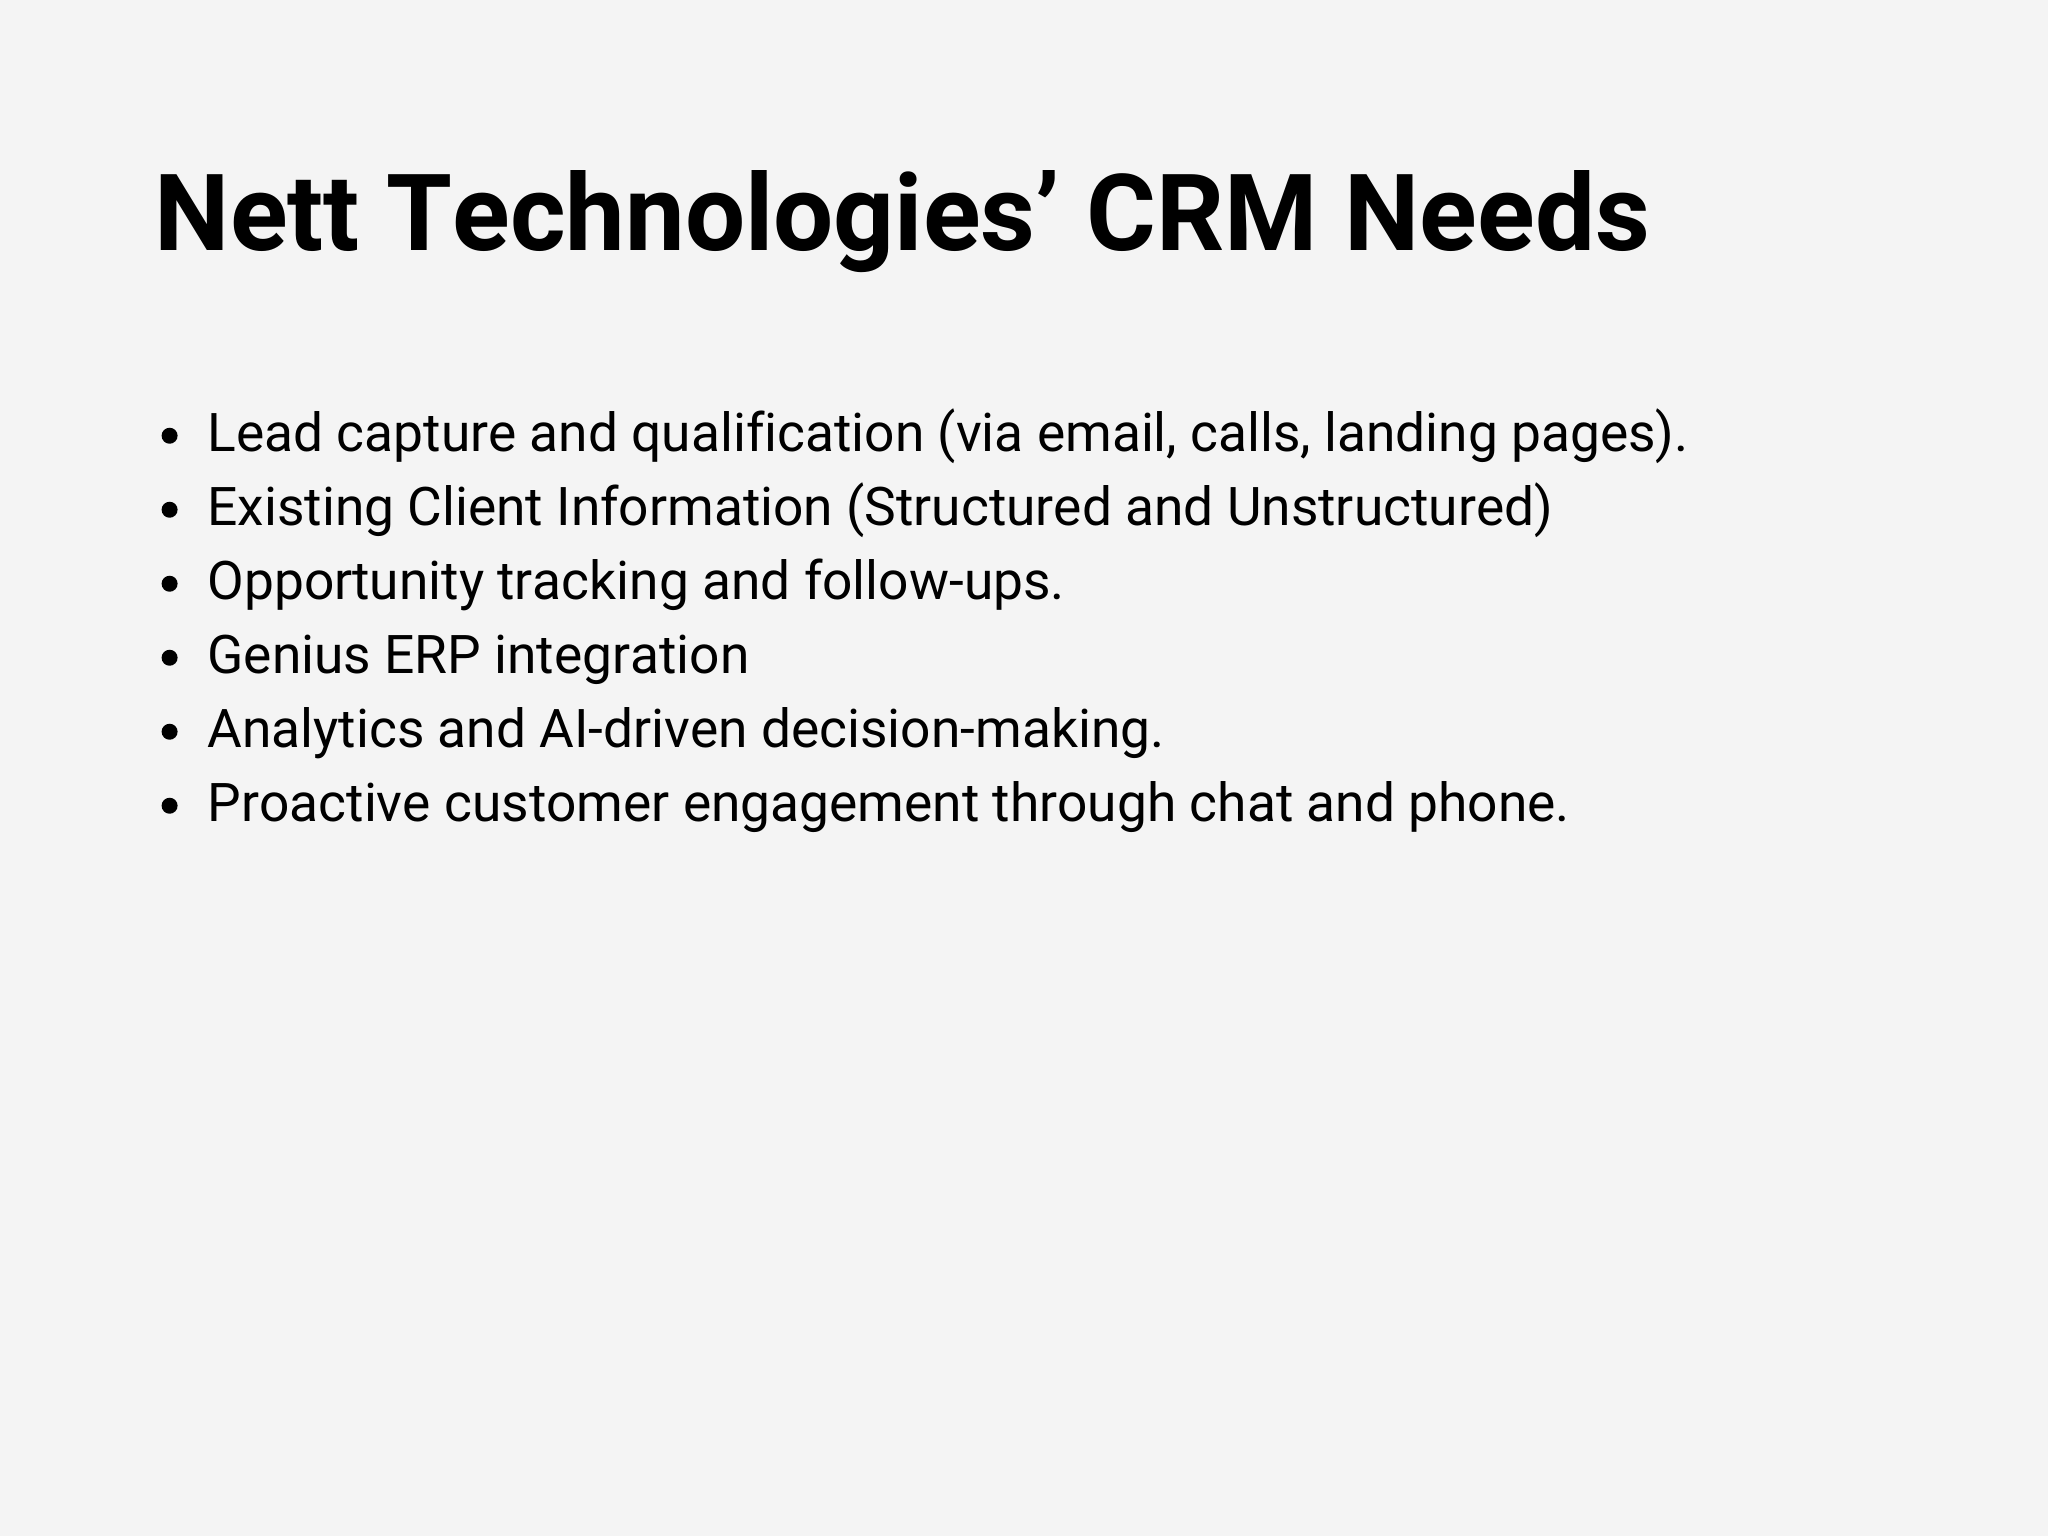 Nett Technologies’ CRM Needs
• Lead capture and qualification (via email, calls, landing pages).
• Existing Client Information (Structured and Unstructured)
• Opportunity tracking and follow-ups.
• Genius ERP integration
• Analytics and AI-driven decision-making.
• Proactive customer engagement through chat and phone.